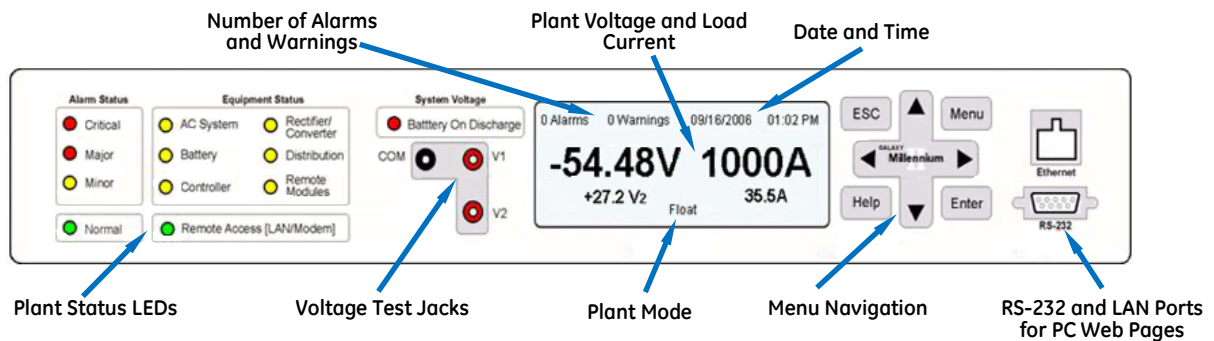 Number of Alarms
and Warnings
Plant Voltage and Load
Current
Date and Time
Alarm Status
Critical
Major
Minor
Normal
Equipment Status
AC System
Rectifier/
Converter
Battery
Distribution
Controller
Remote
Modules
Remote Access [LAN/Modem]
System Voltage
Batttery On Discharge
COM
V1
V2
0 Alarms 0 Warnings 09/16/2006 01:02 PM
-54.48V 1000A
+27.2 V2 35.5A
Float
ESC
Menu
GALAXY
Millennium
Help
Enter
Ethernet
RS-232
Plant Status LEDs
Voltage Test Jacks
Plant Mode
Menu Navigation
RS-232 and LAN Ports
for PC Web Pages